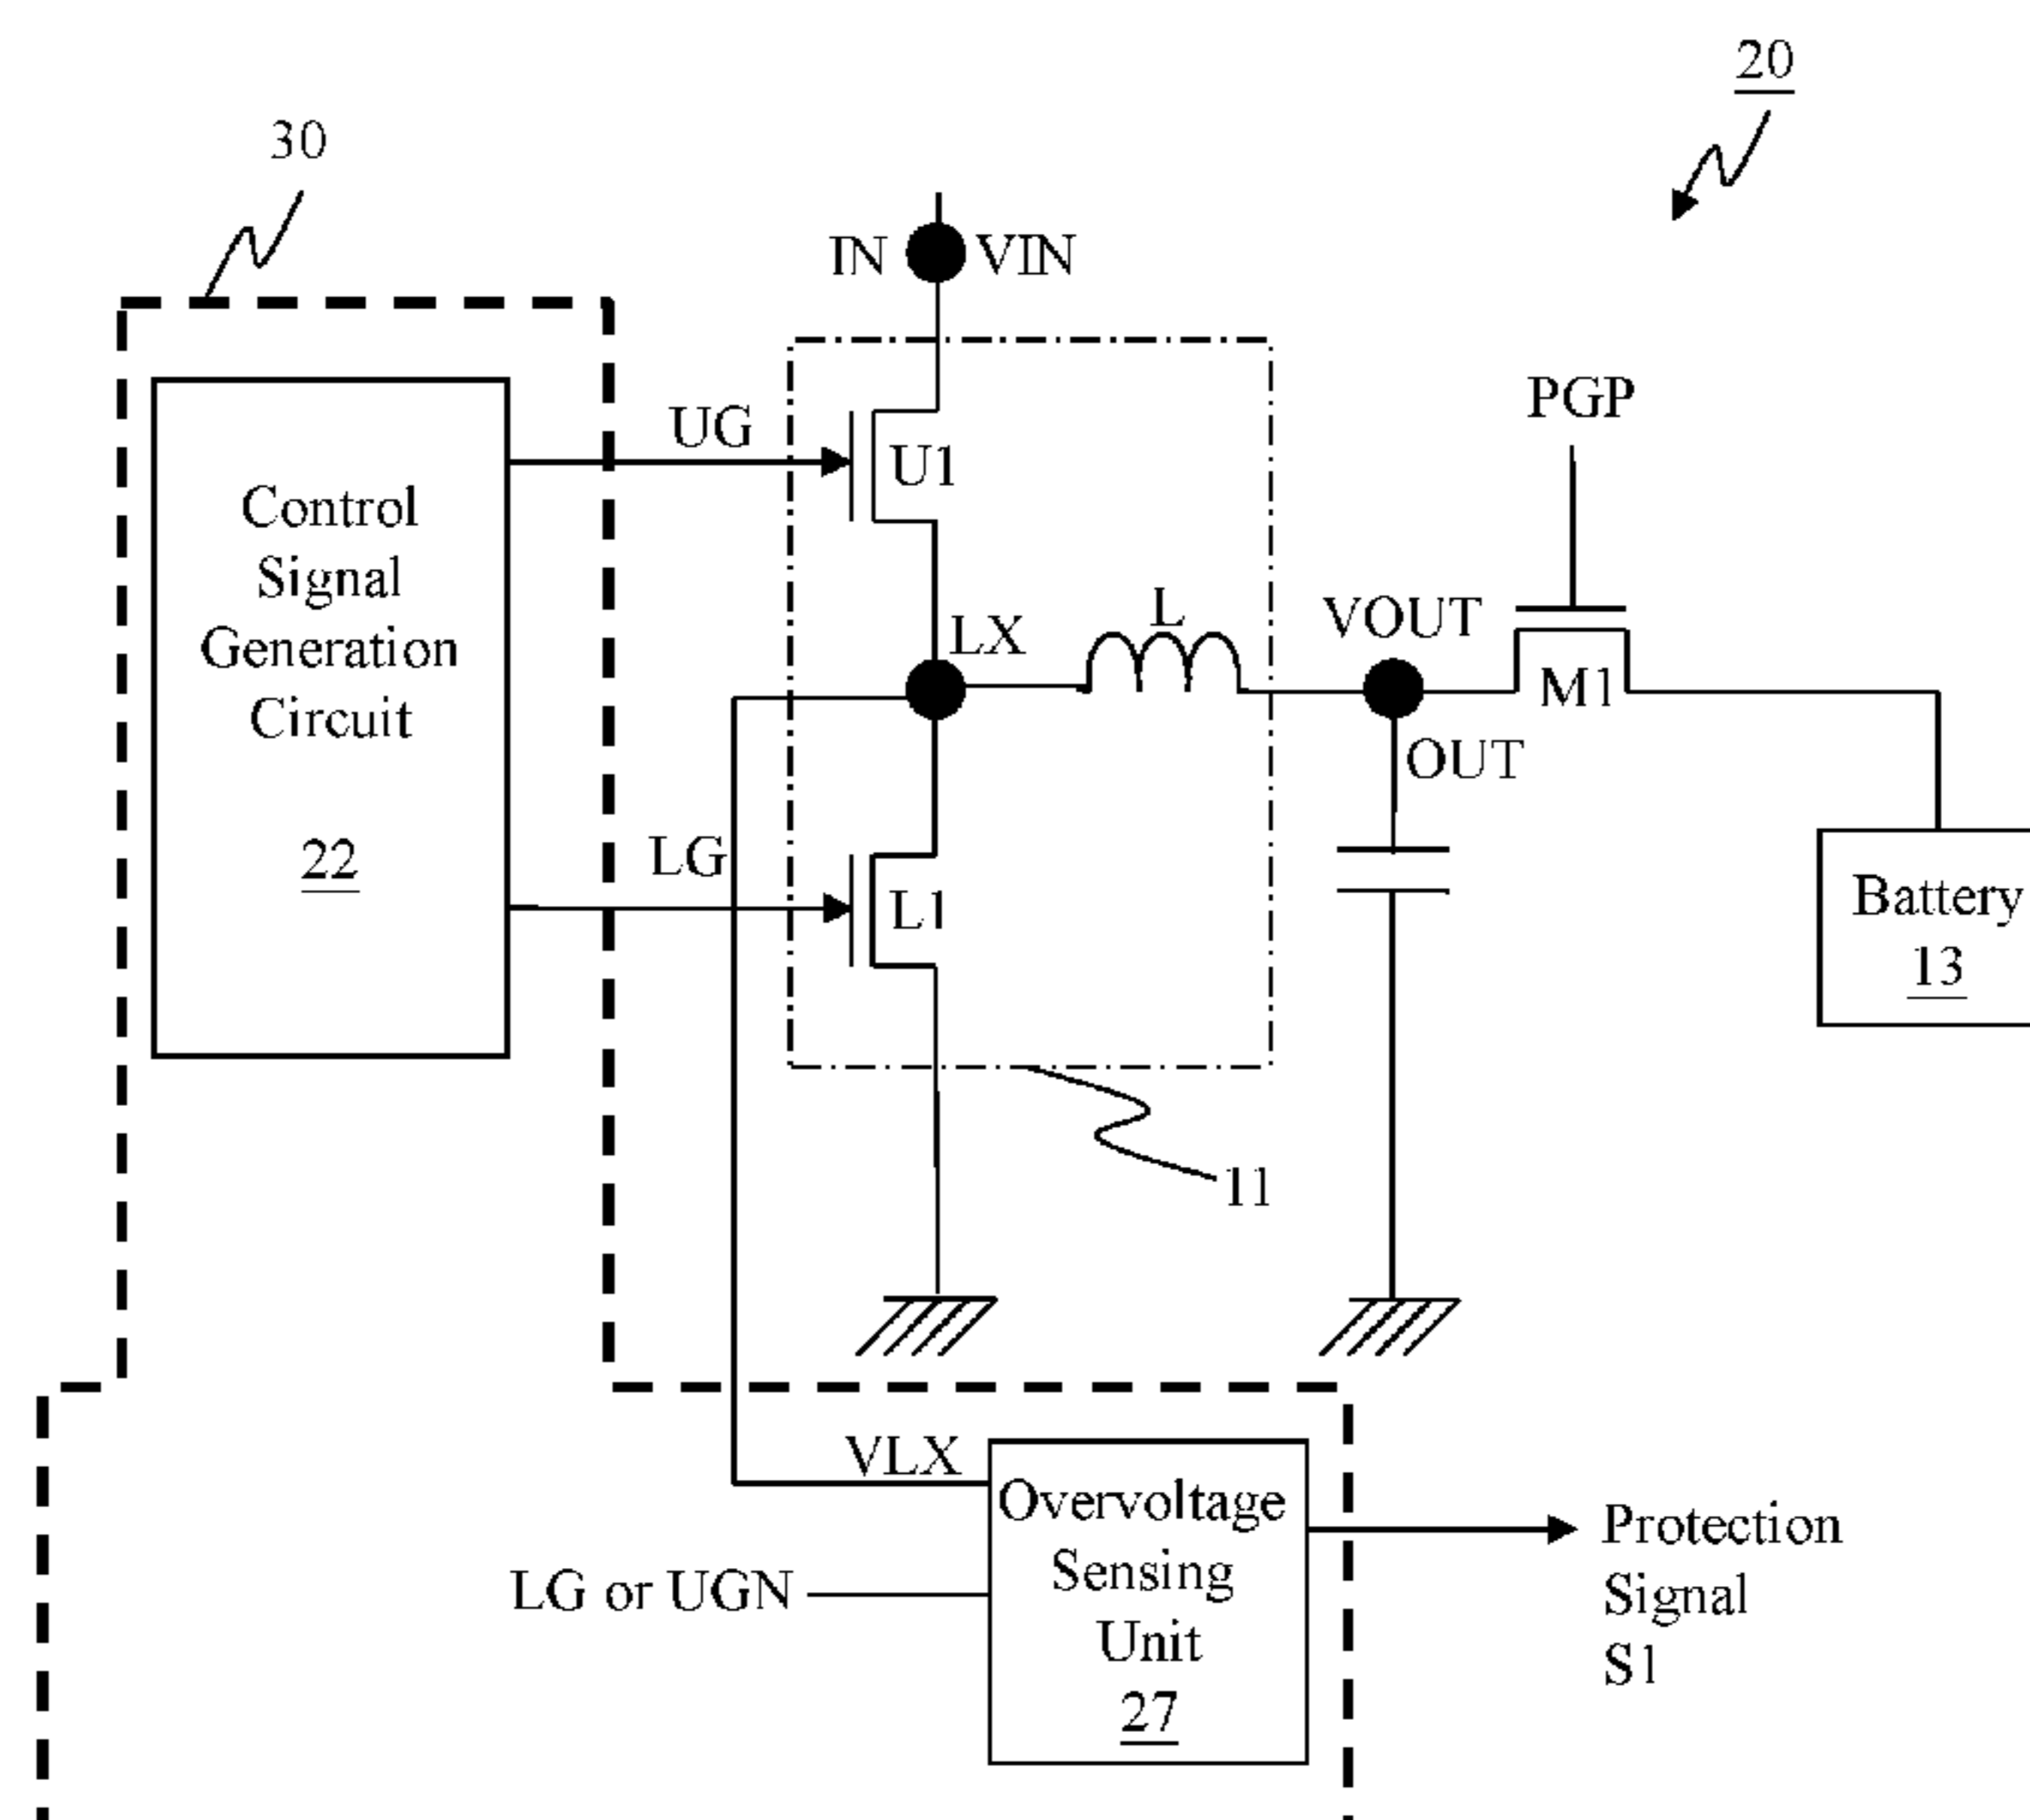 20
30
IN VIN
PGP
UG
U1
Control
Signal
Generation
Circuit
22
LX
L
VOUT
M1
OUT
LG
L1
Battery
13
11
VLX
Overvoltage
Sensing
Unit
27
LG or UGN
Protection
Signal
S1